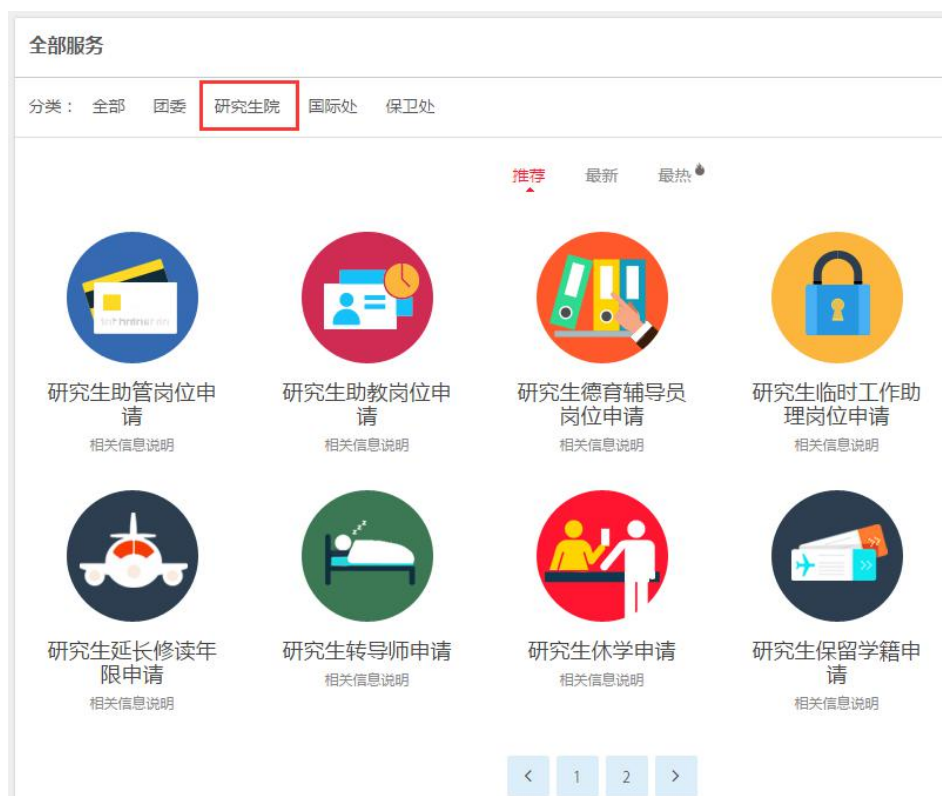 全部服务
分类： 全部 团委 研究生院 国际处 保卫处
推荐 最新 最热
研究生助管岗位申
请
相关信息说明
研究生助教岗位申
请
相关信息说明
研究生德育辅导员
岗位申请
相关信息说明
研究生临时工作助
理岗位申请
相关信息说明
zzz
研究生延长修读年
限申请
相关信息说明
研究生转导师申请
相关信息说明
研究生休学申请
相关信息说明
研究生保留学籍申
请
相关信息说明
< 1 2 >